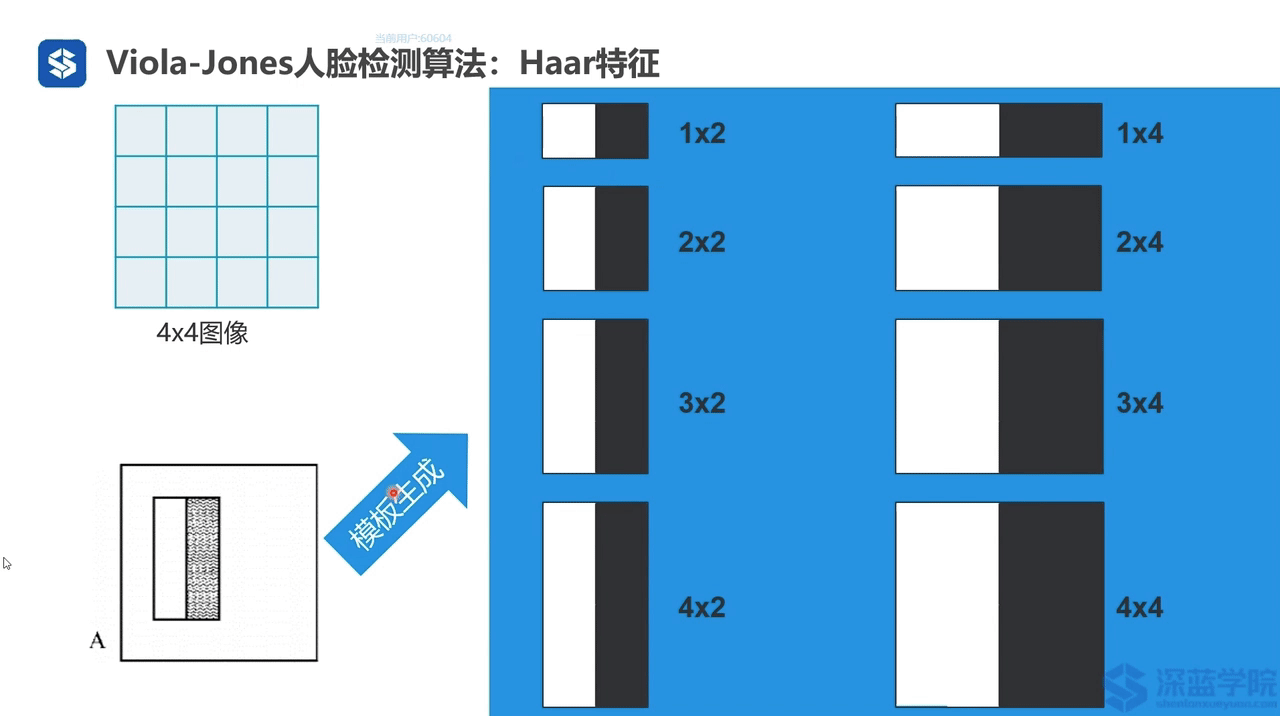 当前用户:60604
Viola-Jones人脸检测算法：Haar特征
4x4图像
A
模板生成
1x2
1x4
2x2
2x4
3x2
3x4
4x2
4x4
深蓝学院
shenlanxueyuan.com